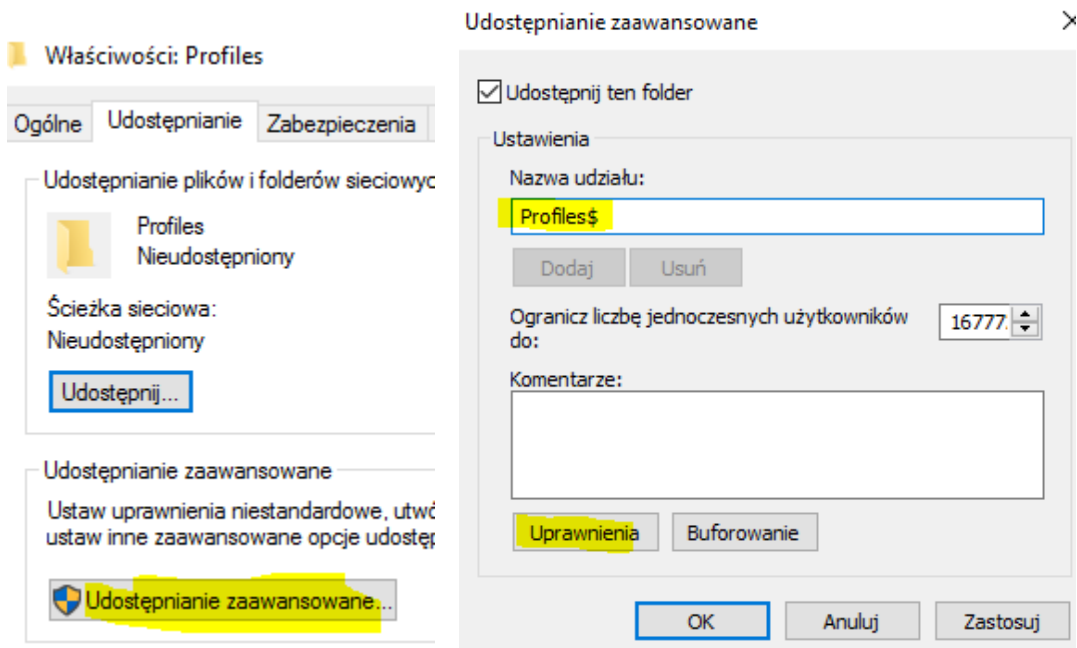 Właściwości: Profiles
Ogólne Udostępnianie Zabezpieczenia
Udostępnianie plików i folderów sieciowyc
Profiles
Nieudostępniony
Ścieżka sieciowa:
Nieudostępniony
Udostępnij...
Udostępnianie zaawansowane
Ustaw uprawnienia niestandardowe, utwó
ustaw inne zaawansowane opcje udostęp
Udostępnianie zaawansowane...
Udostępnianie zaawansowane
Udostępnij ten folder
Ustawienia
Nazwa udziału:
Profiles$
Dodaj Usuń
Ogranicz liczbę jednoczesnych użytkowników
do:
16777
Komentarze:
Uprawnienia Buforowanie
OK Anuluj Zastosuj